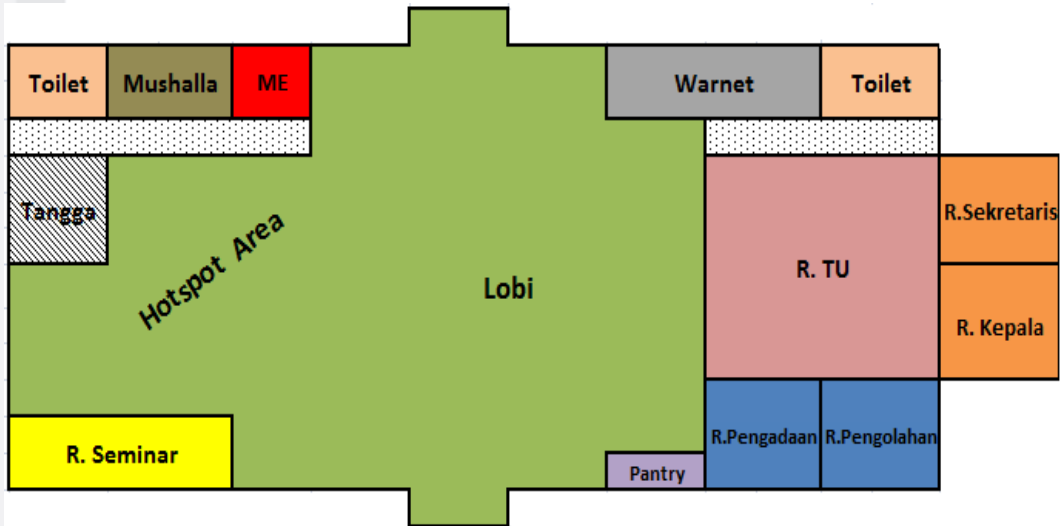 Toilet
Mushalla
ME
Warnet
Toilet
Tangga
R.Sekretaris
Hotspot Area
Lobi
R. TU
R. Kepala
R. Seminar
Pantry
R.Pengadaan
R.Pengolahan